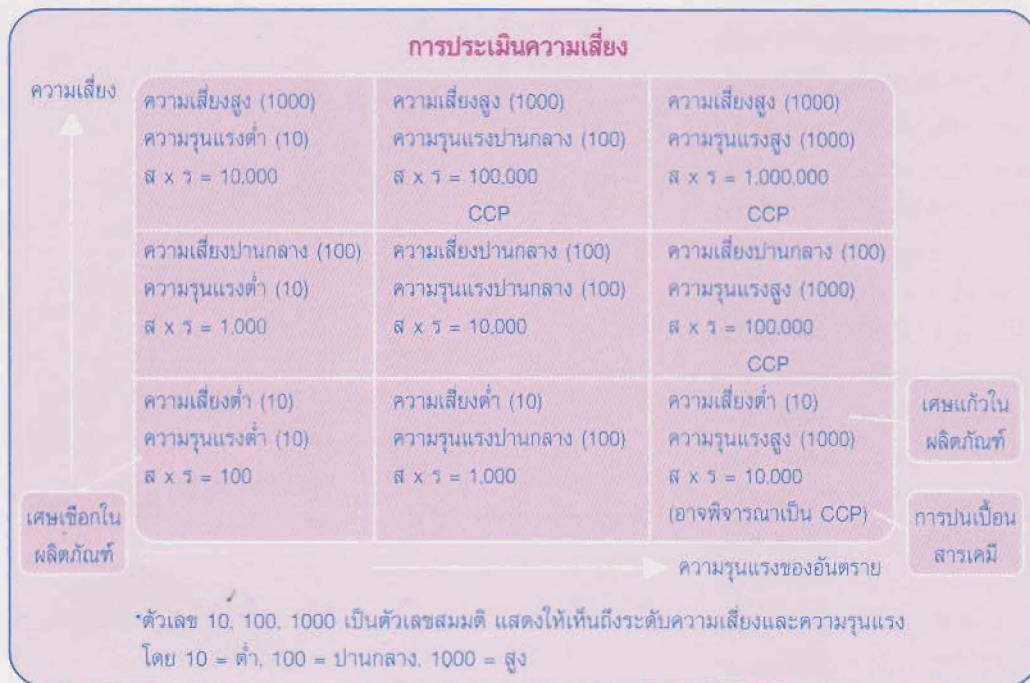 การประเมินความเสี่ยง
ความเสี่ยง
ความเสี่ยงสูง (1000)
ความรุนแรงต่ำ (10)
ส x ร = 10.000
ความเสี่ยงสูง (1000)
ความรุนแรงปานกลาง (100)
ส x ร = 100.000
CCP
ความเสี่ยงสูง (1000)
ความรุนแรงสูง (1000)
ส x ร = 1.000.000
CCP
ความเสี่ยงปานกลาง (100)
ความรุนแรงต่ำ (10)
ส x ร = 1.000
ความเสี่ยงปานกลาง (100)
ความรุนแรงปานกลาง (100)
ส x ร = 10.000
ความเสี่ยงปานกลาง (100)
ความรุนแรงสูง (1000)
ส x ร = 100.000
CCP
ความเสี่ยงต่ำ (10)
ความรุนแรงต่ำ (10)
ส x ร = 100
ความเสี่ยงต่ำ (10)
ความรุนแรงปานกลาง (100)
ส x ร = 1,000
ความเสี่ยงต่ำ (10)
ความรุนแรงสูง (1000)
ส x ร = 10.000
(อาจพิจารณาเป็น CCP)
เศษแก้วใน
ผลิตภัณฑ์
เศษเชือกใน
ผลิตภัณฑ์
การปนเปื้อน
สารเคมี
ความรุนแรงของอันตราย
*ตัวเลข 10, 100, 1000 เป็นตัวเลขสมมติ แสดงให้เห็นถึงระดับความเสี่ยงและความรุนแรง
โดย 10 = ต่ำ, 100 = ปานกลาง, 1000 = สูง